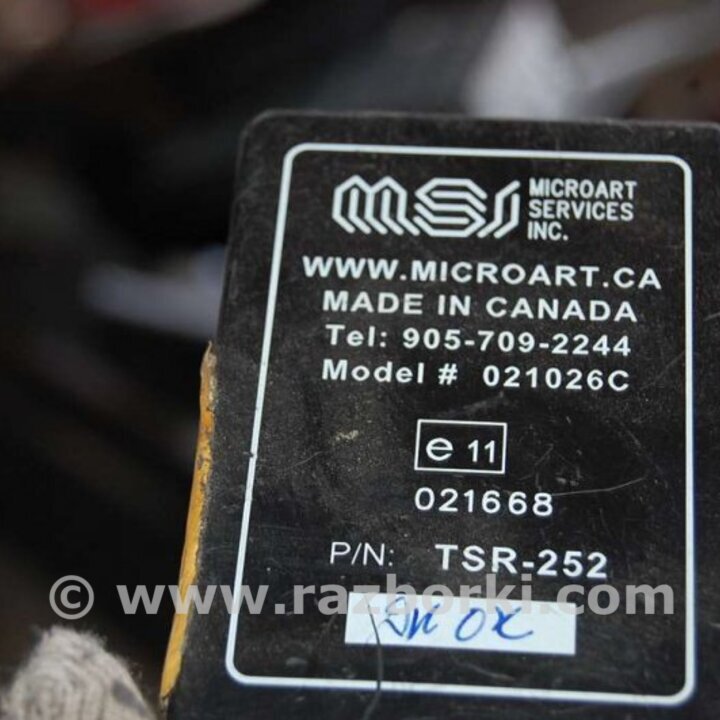 msi MICROART
SERVICES
INC.
WWW.MICROART.CA
MADE IN CANADA
Tel: 905-709-2244
Model # 021026C
e 11
021668
P/N: TSR-252
© www.razborki.com